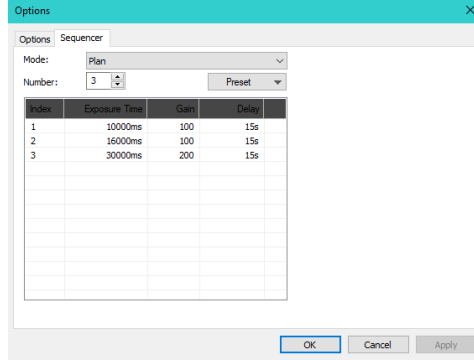 Options
Options Sequencer
Mode: Plan
Number: 3 Preset
Index Exposure Time Gain Delay
1 10000ms 100 15s
2 16000ms 100 15s
3 30000ms 200 15s
OK Cancel Apply